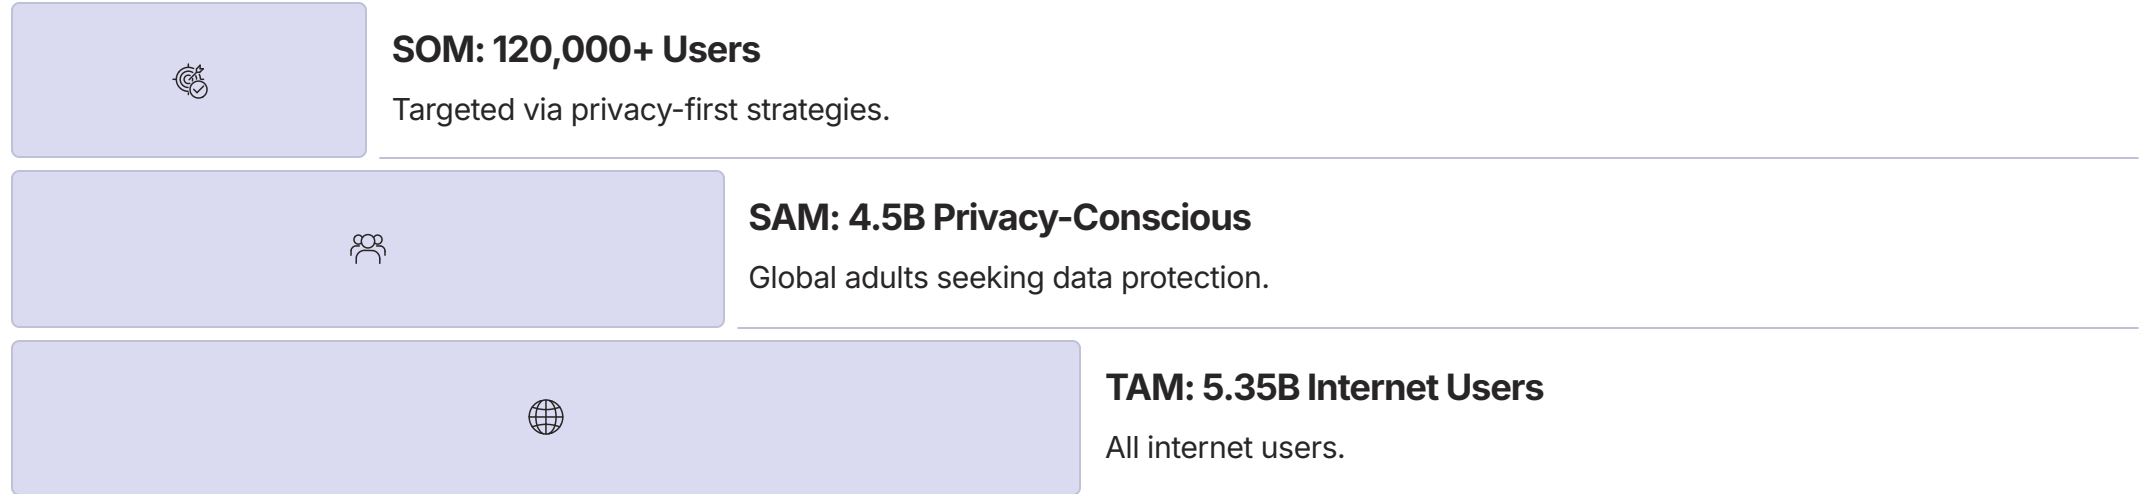 SOM: 120,000+ Users
Targeted via privacy-first strategies.
SAM: 4.5B Privacy-Conscious
Global adults seeking data protection.
TAM: 5.35B Internet Users
All internet users.